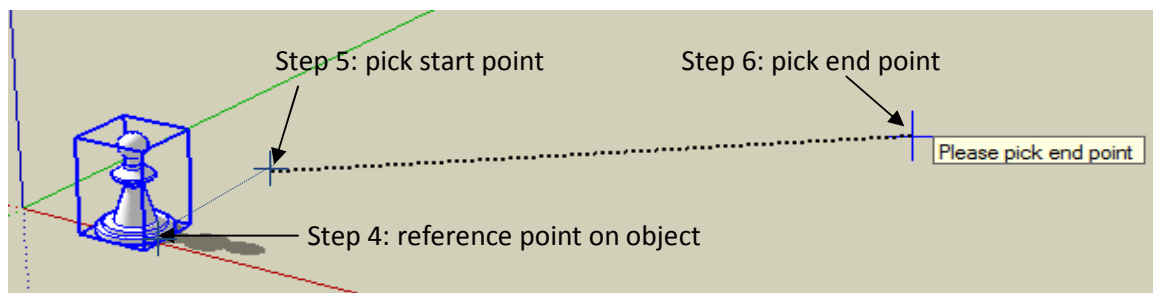 Step 5: pick start point
Step 6: pick end point
Please pick end point
Step 4: reference point on object